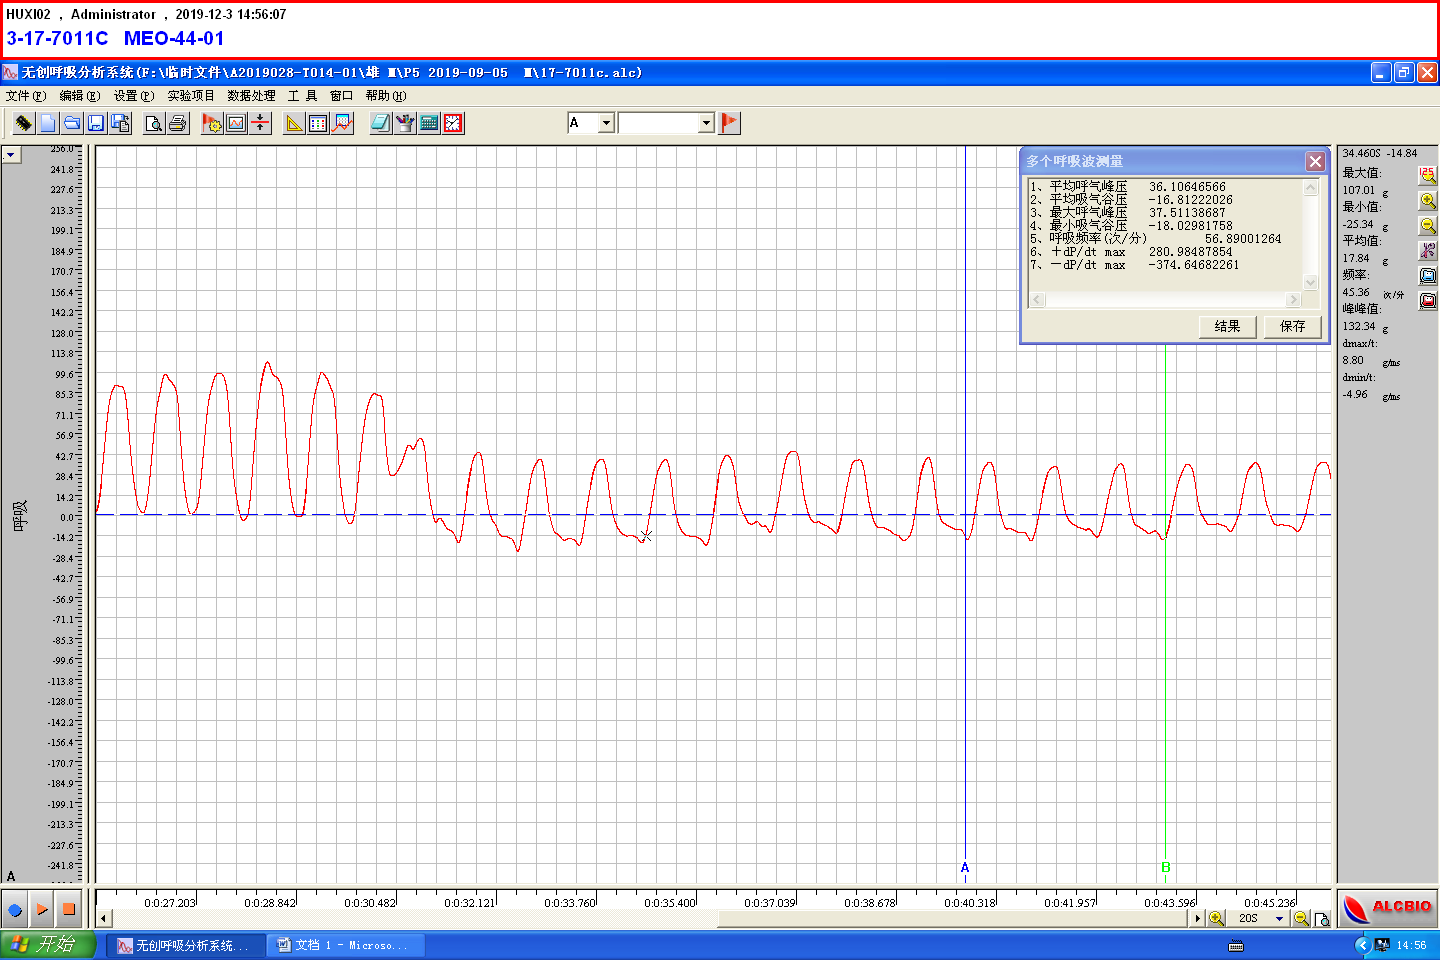 HUXI02 , Administrator , 2019-12-3 14:56:07
3-17-7011C MEO-44-01
无创呼吸分析系统(F:\临时文件\A2019028-T014-01\雄 M\P5 2019-09-05 M\17-7011c.alc)
文件(F) 编辑(E) 设置(P) 实验项目 数据处理 工 具 窗口 帮助(H)
A
256.0
241.8
227.6
213.3
199.1
184.9
170.7
156.4
142.2
128.0
113.8
99.6
85.3
71.1
56.9
42.7
28.4
14.2
0.0
-14.2
-28.4
-42.7
-56.9
-71.1
-85.3
-99.6
-113.8
-128.0
-142.2
-156.4
-170.7
-184.9
-199.1
-213.3
-227.6
-241.8
呼吸
A
多个呼吸波测量
1、平均呼气峰压 36.10646566
2、平均吸气谷压 -16.81222026
3、最大呼气峰压 37.51138687
4、最小吸气谷压 -18.02981758
5、呼吸频率(次/分) 56.89001264
6、＋dP/dt max 280.98487854
7、－dP/dt max -374.64682261
结果 保存
34.460S -14.84
最大值:
107.01 g
最小值:
-25.34 g
平均值:
17.84 g
频率:
45.36 次/分
峰峰值:
132.34 g
dmax/t:
8.80 g/ms
dmin/t:
-4.96 g/ms
125
A B
0:0:27.203 0:0:28.842 0:0:30.482 0:0:32.121 0:0:33.760 0:0:35.400 0:0:37.039 0:0:38.678 0:0:40.318 0:0:41.957 0:0:43.596 0:0:45.236
20S
ALCBIO
开始 无创呼吸分析系统... 文档 1 - Microso... 14:56